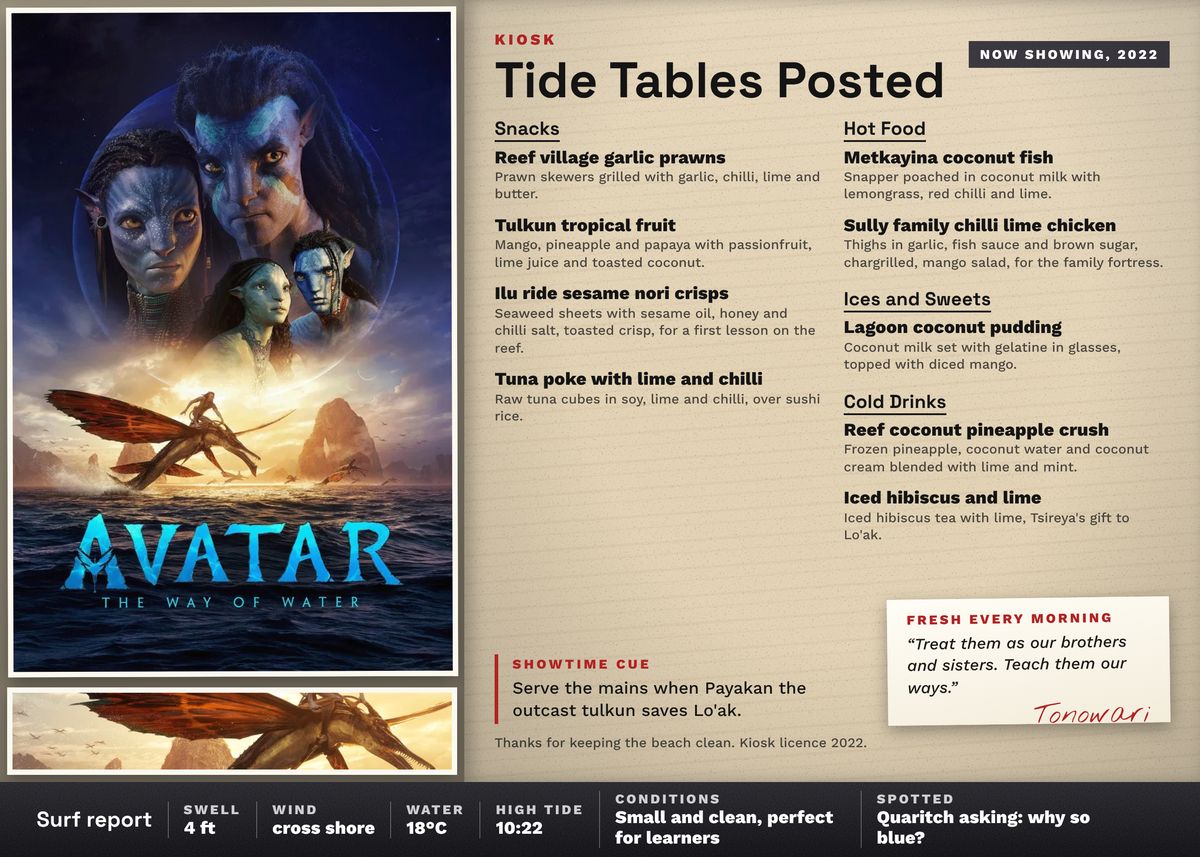 AVATAR
THE WAY OF WATER
KIOSK
Tide Tables Posted
NOW SHOWING, 2022
Snacks
Reef village garlic prawns
Prawn skewers grilled with garlic, chilli, lime and
butter.
Tulkun tropical fruit
Mango, pineapple and papaya with passionfruit,
lime juice and toasted coconut.
Ilu ride sesame nori crisps
Seaweed sheets with sesame oil, honey and
chilli salt, toasted crisp, for a first lesson on the
reef.
Tuna poke with lime and chilli
Raw tuna cubes in soy, lime and chilli, over sushi
rice.
Hot Food
Metkayina coconut fish
Snapper poached in coconut milk with
lemongrass, red chilli and lime.
Sully family chilli lime chicken
Thighs in garlic, fish sauce and brown sugar,
chargrilled, mango salad, for the family fortress.
Ices and Sweets
Lagoon coconut pudding
Coconut milk set with gelatine in glasses,
topped with diced mango.
Cold Drinks
Reef coconut pineapple crush
Frozen pineapple, coconut water and coconut
cream blended with lime and mint.
Iced hibiscus and lime
Iced hibiscus tea with lime, Tsireya's gift to
Lo'ak.
SHOWTIME CUE
Serve the mains when Payakan the
outcast tulkun saves Lo'ak.
FRESH EVERY MORNING
“Treat them as our brothers
and sisters. Teach them our
ways.”
Tonowari
Thanks for keeping the beach clean. Kiosk licence 2022.
Surf report
SWELL
4 ft
WIND
cross shore
WATER
18°C
HIGH TIDE
10:22
CONDITIONS
Small and clean, perfect
for learners
SPOTTED
Quaritch asking: why so
blue?